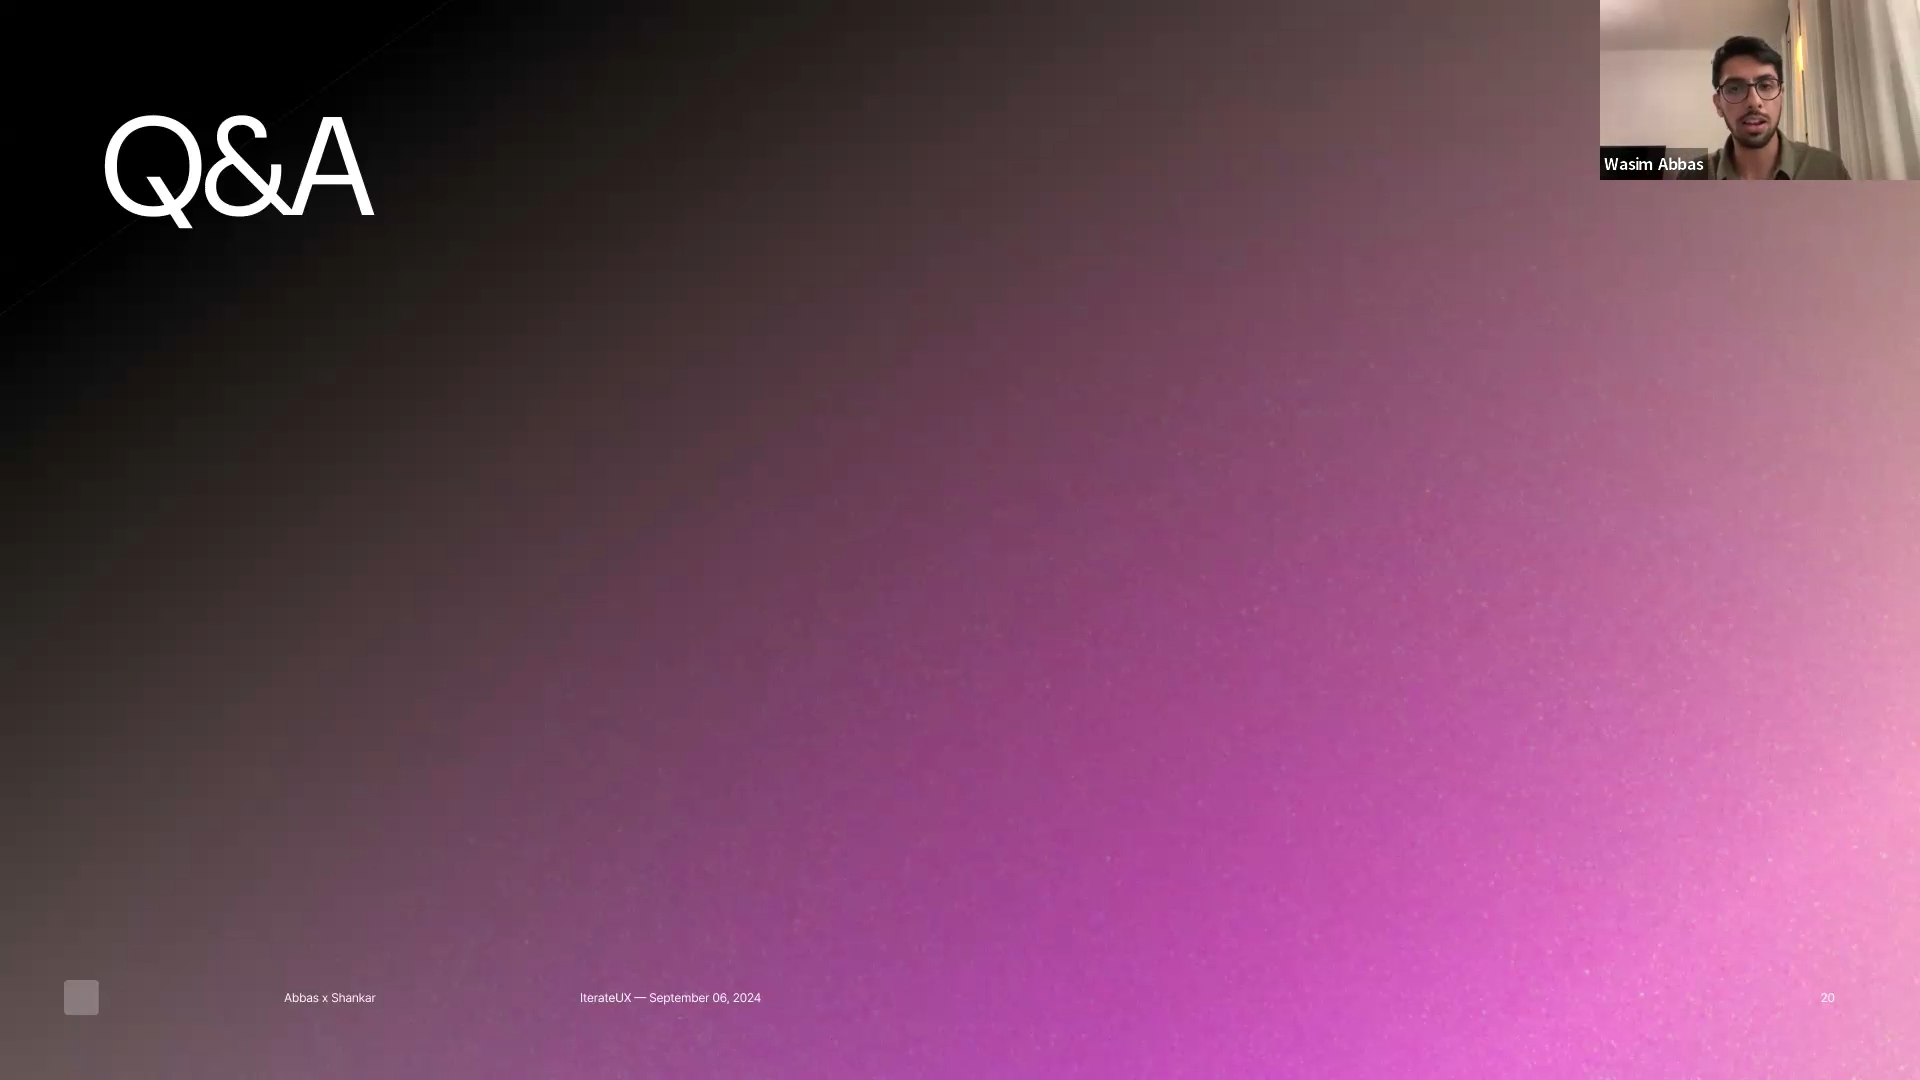 Q&A
Wasim Abbas
Abbas x Shankar
IterateUX — September 06, 2024
20